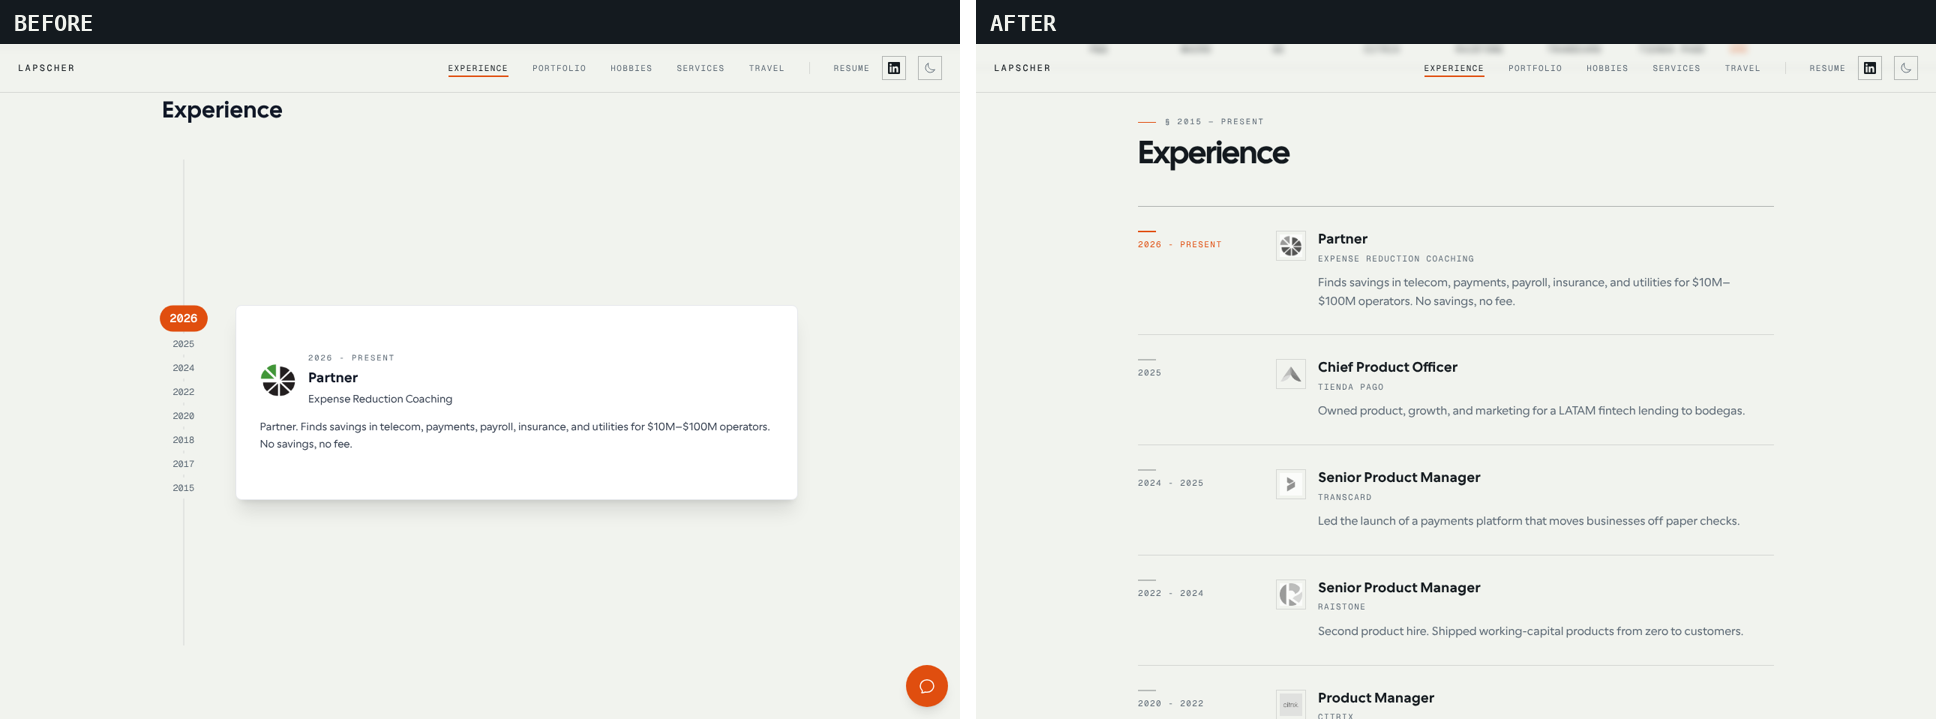 BEFORE
LAPSCHER
EXPERIENCE
PORTFOLIO
HOBBIES
SERVICES
TRAVEL
RESUME
Experience
2026
2025
2024
2022
2020
2018
2017
2015
2026 - PRESENT
Partner
Expense Reduction Coaching
Partner. Finds savings in telecom, payments, payroll, insurance, and utilities for $10M–$100M operators.
No savings, no fee.
AFTER
LAPSCHER
EXPERIENCE
PORTFOLIO
HOBBIES
SERVICES
TRAVEL
RESUME
§ 2015 — PRESENT
Experience
2026 - PRESENT
Partner
EXPENSE REDUCTION COACHING
Finds savings in telecom, payments, payroll, insurance, and utilities for $10M–
$100M operators. No savings, no fee.
2025
Chief Product Officer
TIENDA PAGO
Owned product, growth, and marketing for a LATAM fintech lending to bodegas.
2024 - 2025
Senior Product Manager
TRANSCARD
Led the launch of a payments platform that moves businesses off paper checks.
2022 - 2024
Senior Product Manager
RAISTONE
Second product hire. Shipped working-capital products from zero to customers.
2020 - 2022
citrix
Product Manager
CITRIX